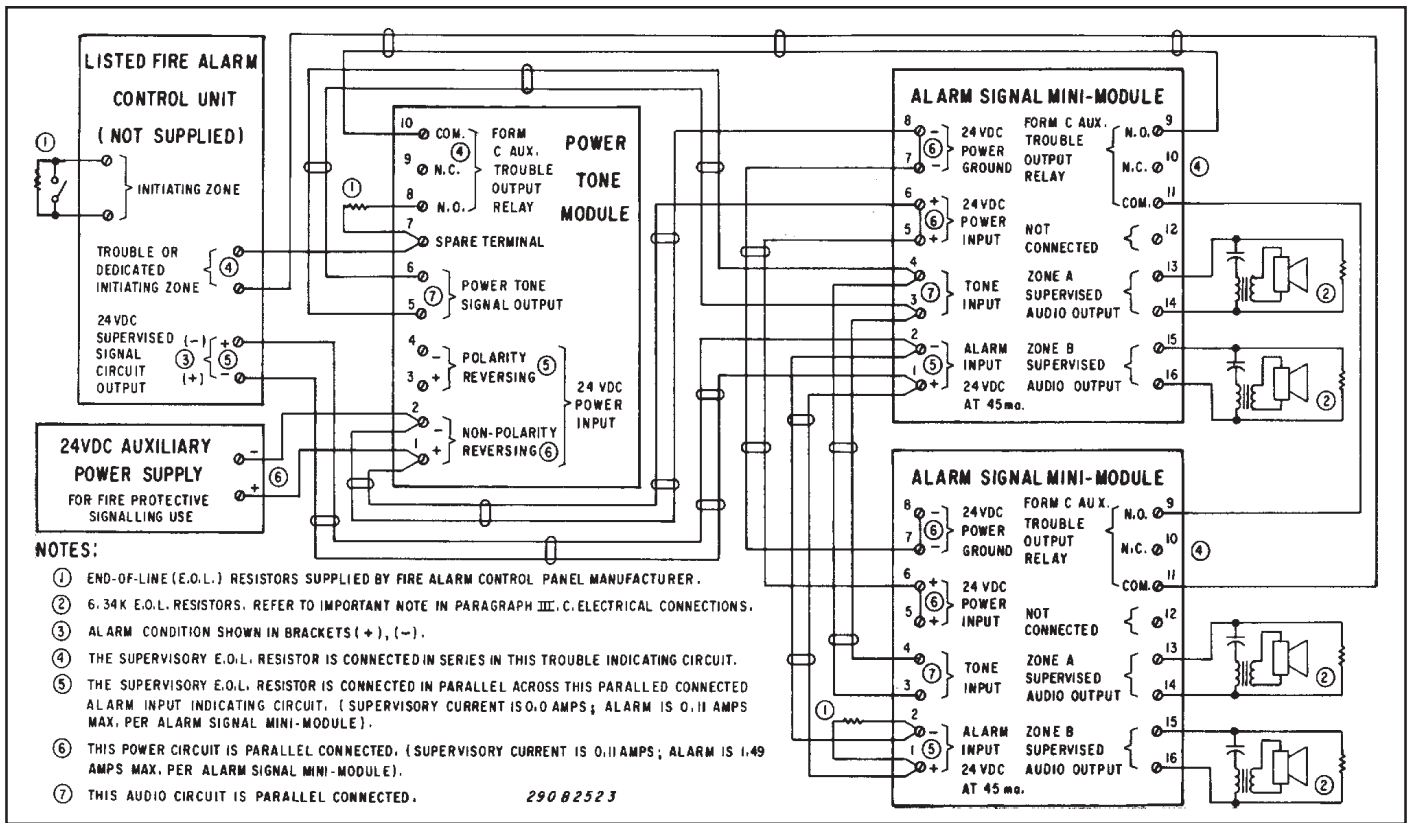 LISTED FIRE ALARM
CONTROL UNIT
(NOT SUPPLIED)
①
INITIATING ZONE
TROUBLE OR
DEDICATED
INITIATING ZONE
④
24VDC
SUPERVISED
SIGNAL
CIRCUIT
OUTPUT
(-) +
③ ⑤
(+) -
24VDC AUXILIARY
POWER SUPPLY
FOR FIRE PROTECTIVE
SIGNALLING USE
-
+
⑥
POWER
TONE
MODULE
10 COM.
9 N.C.
8 N.O.
④
FORM
C AUX.
TROUBLE
OUTPUT
RELAY
①
7 SPARE TERMINAL
6
5
⑦ POWER TONE
SIGNAL OUTPUT
4 -
3 +
POLARITY
REVERSING ⑤
2 -
1 +
NON-POLARITY
REVERSING ⑥
24 VDC
POWER
INPUT
ALARM SIGNAL MINI-MODULE
8 -
7 -
⑥ 24VDC
POWER
GROUND
6 +
5 +
⑥ 24VDC
POWER
INPUT
4
3
⑦ TONE
INPUT
2 -
1 +
⑤ ALARM
INPUT
24VDC
AT 45ma.
FORM C AUX.
TROUBLE
OUTPUT
RELAY
N.O. 9
N.C. 10
COM. 11
④
NOT
CONNECTED
12
ZONE A
SUPERVISED
AUDIO OUTPUT
13
14
②
ZONE B
SUPERVISED
AUDIO OUTPUT
15
16
②
ALARM SIGNAL MINI-MODULE
8 -
7 -
⑥ 24VDC
POWER
GROUND
6 +
5 +
⑥ 24 VDC
POWER
INPUT
4
3
⑦ TONE
INPUT
①
2 -
1 +
⑤ ALARM
INPUT
24VDC
AT 45 ma.
FORM C AUX.
TROUBLE
OUTPUT
RELAY
N.O. 9
N.C. 10
COM. 11
④
NOT
CONNECTED
12
ZONE A
SUPERVISED
AUDIO OUTPUT
13
14
②
ZONE B
SUPERVISED
AUDIO OUTPUT
15
16
②
NOTES:
① END-OF-LINE (E.O.L.) RESISTORS SUPPLIED BY FIRE ALARM CONTROL PANEL MANUFACTURER.
② 6.34K E.O.L. RESISTORS. REFER TO IMPORTANT NOTE IN PARAGRAPH III. C. ELECTRICAL CONNECTIONS.
③ ALARM CONDITION SHOWN IN BRACKETS (+), (-).
④ THE SUPERVISORY E.O.L. RESISTOR IS CONNECTED IN SERIES IN THIS TROUBLE INDICATING CIRCUIT.
⑤ THE SUPERVISORY E.O.L. RESISTOR IS CONNECTED IN PARALLEL ACROSS THIS PARALLED CONNECTED
ALARM INPUT INDICATING CIRCUIT. (SUPERVISORY CURRENT IS 0.0 AMPS; ALARM IS 0.11 AMPS
MAX. PER ALARM SIGNAL MINI-MODULE).
⑥ THIS POWER CIRCUIT IS PARALLEL CONNECTED. (SUPERVISORY CURRENT IS 0.11 AMPS; ALARM IS 1.49
AMPS MAX. PER ALARM SIGNAL MINI-MODULE).
⑦ THIS AUDIO CIRCUIT IS PARALLEL CONNECTED.
29082523